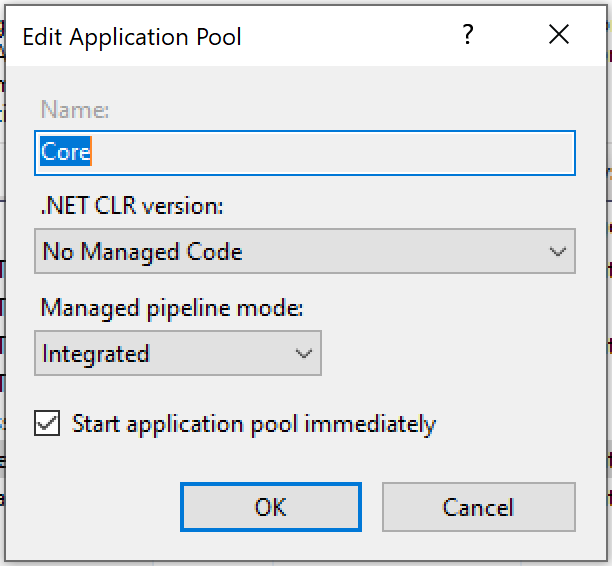 Edit Application Pool
?
Name:
Core
.NET CLR version:
No Managed Code
Managed pipeline mode:
Integrated
Start application pool immediately
OK
Cancel